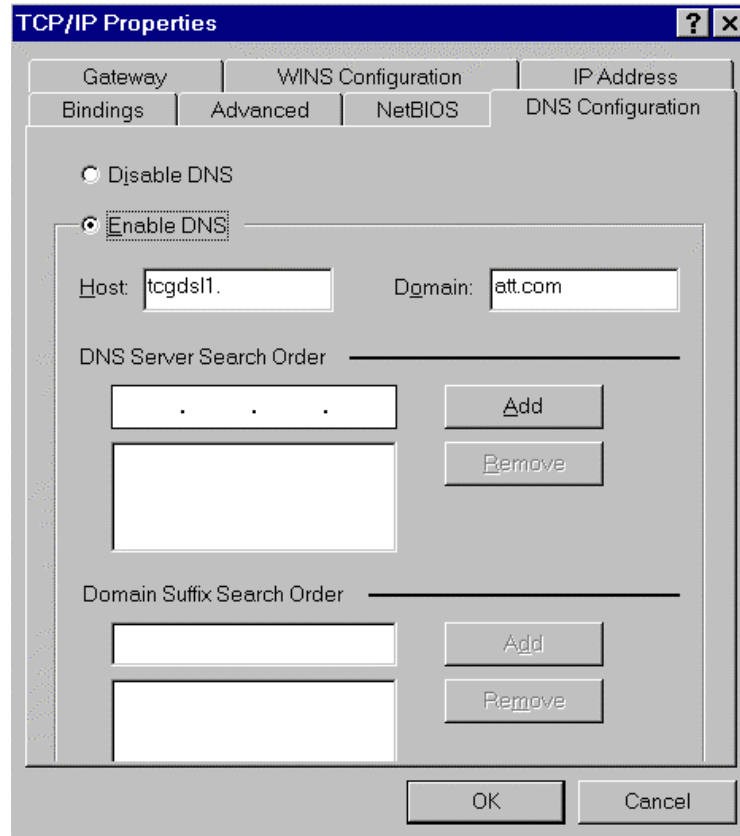 TCP/IP Properties ? ×
Gateway WINS Configuration IP Address
Bindings Advanced NetBIOS DNS Configuration
Disable DNS
Enable DNS
Host: tcgdsl1. Domain: att.com
DNS Server Search Order
. . . Add
Remove
Domain Suffix Search Order
Add
Remove
OK Cancel